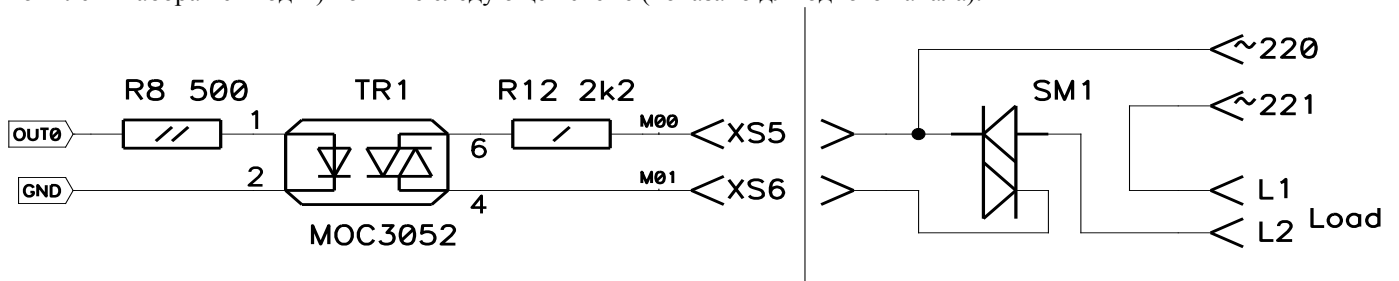 R8 500
TR1
R12 2k2
SM1
~220
~221
OUT0
1
6
M00
XS5
GND
2
4
M01
XS6
L1
L2
Load
MOC3052